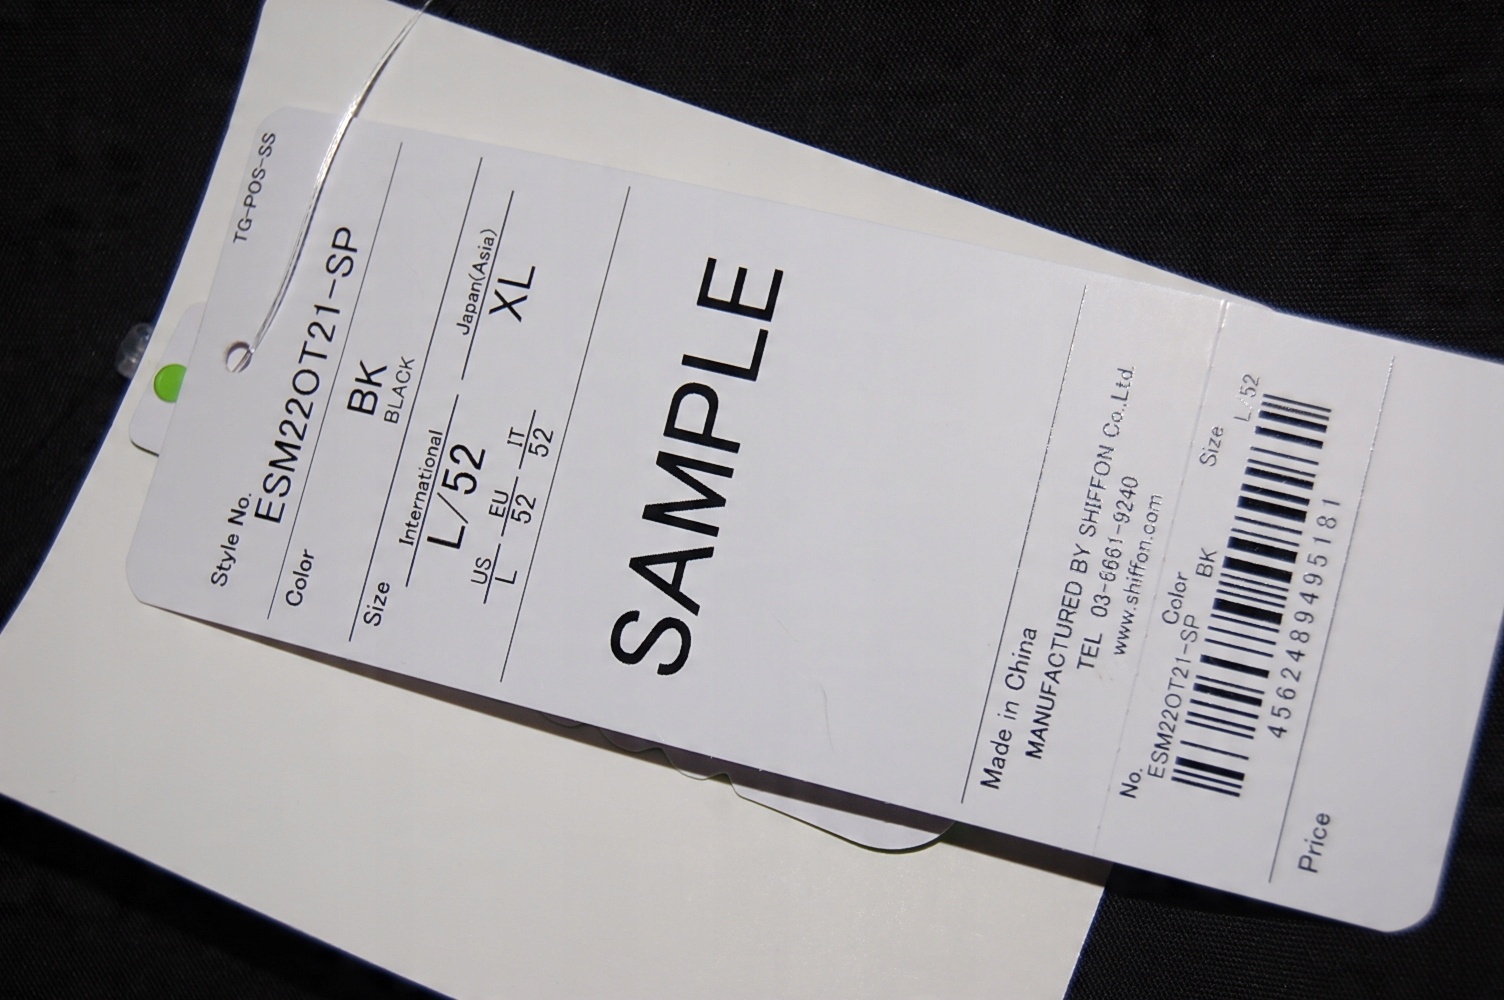 TG-POS-SS
Style No.
ESM22OT21-SP
Color
BK
BLACK
Size
International
L/52
Japan(Asia)
XL
US EU IT
L 52 52
SAMPLE
Made in China
MANUFACTURED BY SHIFFON Co.,Ltd.
TEL 03-6661-9240
www.shiffon.com
No. Color Size
ESM22OT21-SP BK L/52
4562489495181
Price